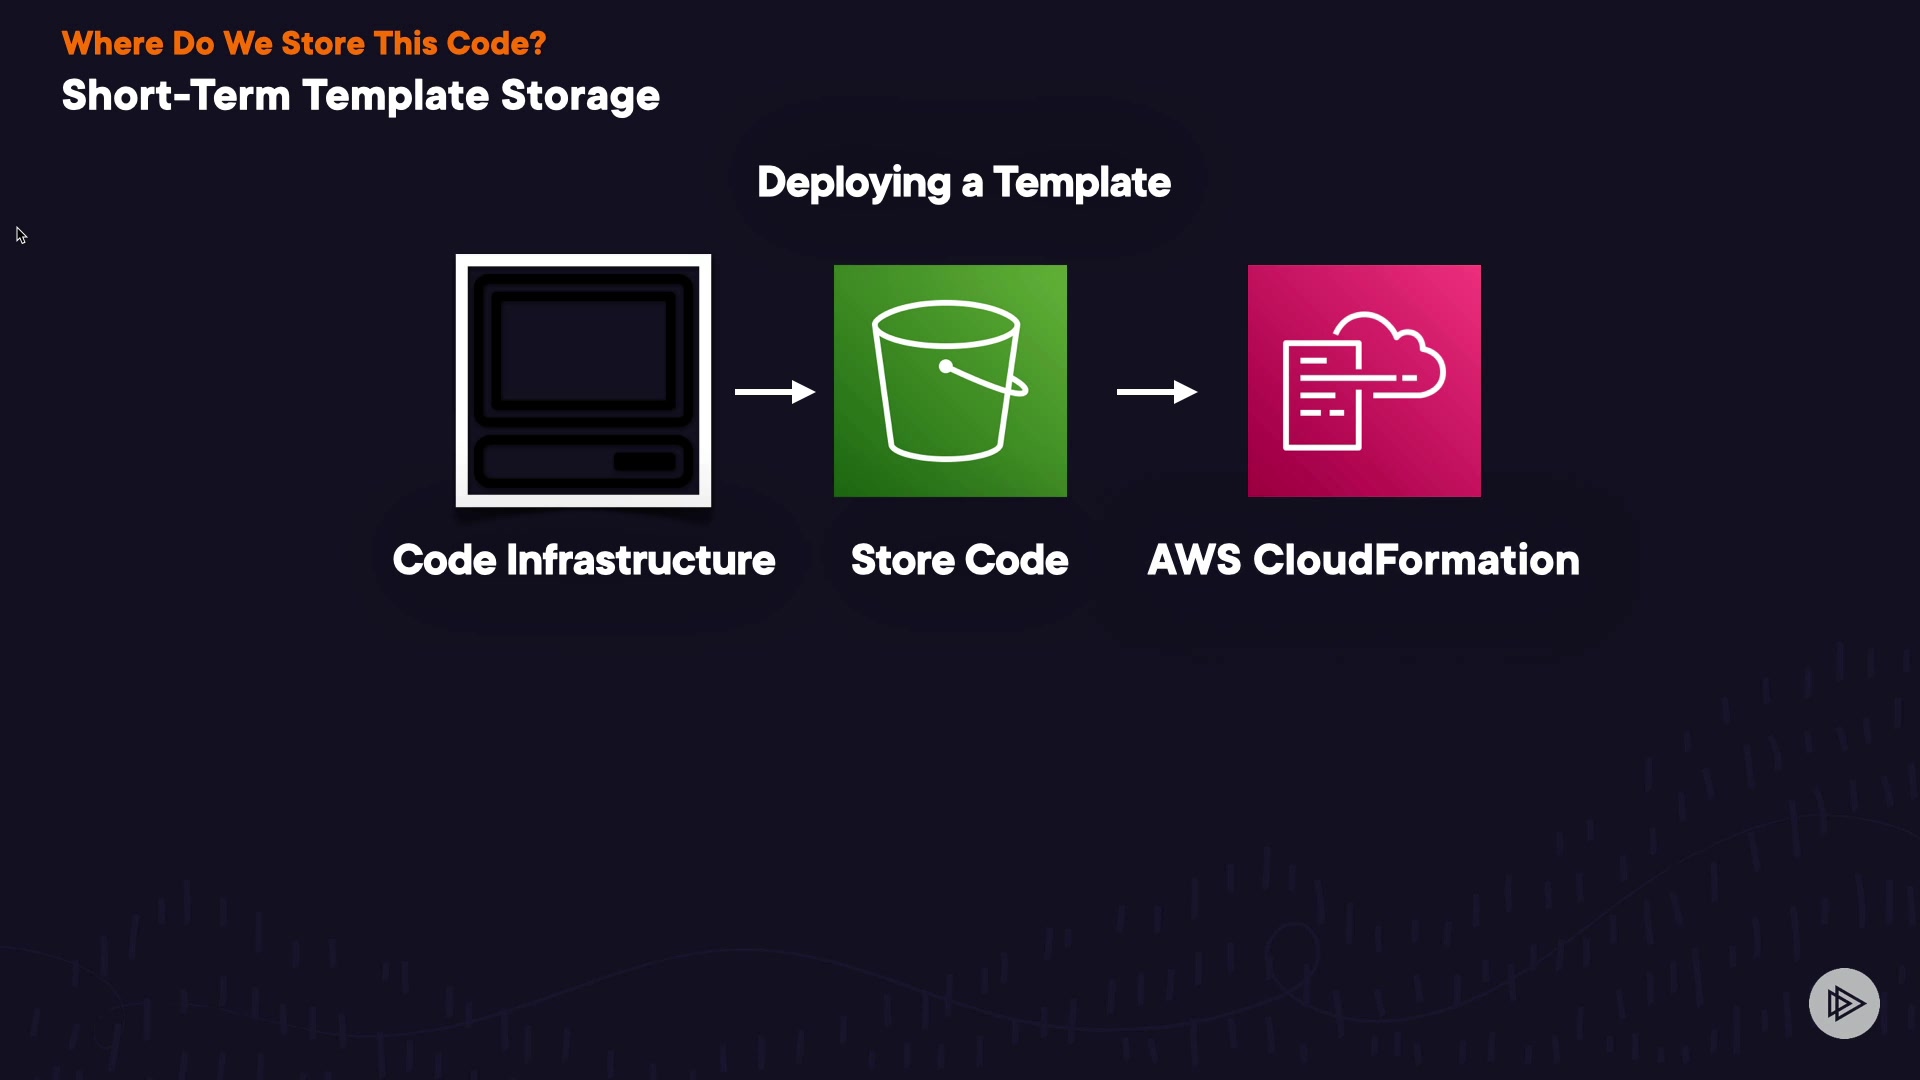 Where Do We Store This Code?
Short-Term Template Storage
Deploying a Template
Code Infrastructure
Store Code
AWS CloudFormation